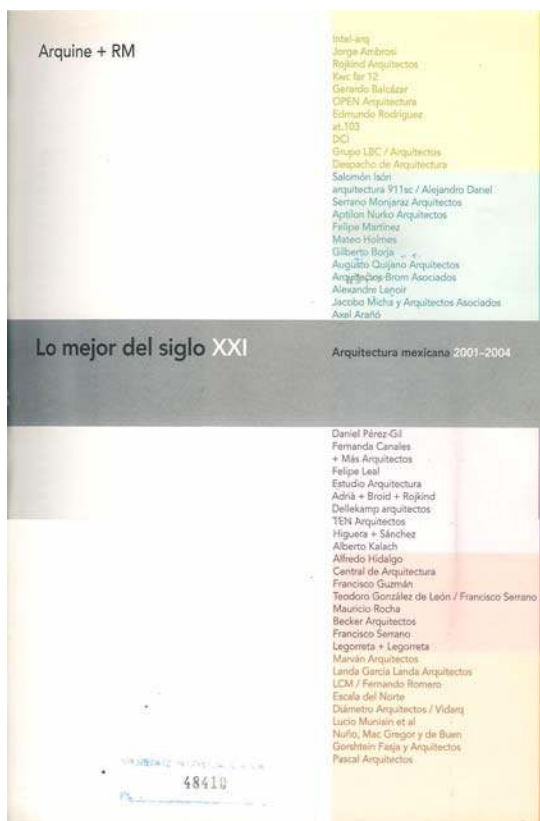 Arquine + RM
Intel-arq
Jorge Ambrosi
Rojkind Arquitectos
Kwc far 12
Gerardo Balcázar
OPEN Arquitectura
Edmundo Rodriguez
at.103
DCI
Grupo LBC / Arquitectos
Despacho de Arquitectura
Salomón Isón
arquitectura 911sc / Alejandro Daniel
Serrano Monjaraz Arquitectos
Aptilon Nurko Arquitectos
Felipe Martínez
Mateo Holmes
Gilberto Borja
Augusto Quijano Arquitectos
Arquitectos Brom Asociados
Alexandre Lenoir
Jacobo Micha y Arquitectos Asociados
Axel Arañó
Lo mejor del siglo XXI
Arquitectura mexicana 2001-2004
Daniel Pérez-Gil
Fernanda Canales
+ Más Arquitectos
Felipe Leal
Estudio Arquitectura
Adrià + Broid + Rojkind
Dellekamp arquitectos
TEN Arquitectos
Higuera + Sánchez
Alberto Kalach
Alfredo Hidalgo
Central de Arquitectura
Francisco Guzmán
Teodoro González de León / Francisco Serrano
Mauricio Rocha
Becker Arquitectos
Francisco Serrano
Legorreta + Legorreta
Marván Arquitectos
Landa García Landa Arquitectos
LCM / Fernando Romero
Escala del Norte
Diámetro Arquitectos / Vidarq
Lucio Muniain et al
Nuño, Mac Gregor y de Buen
Gorshtein Fasja y Arquitectos
Pascal Arquitectos
48410